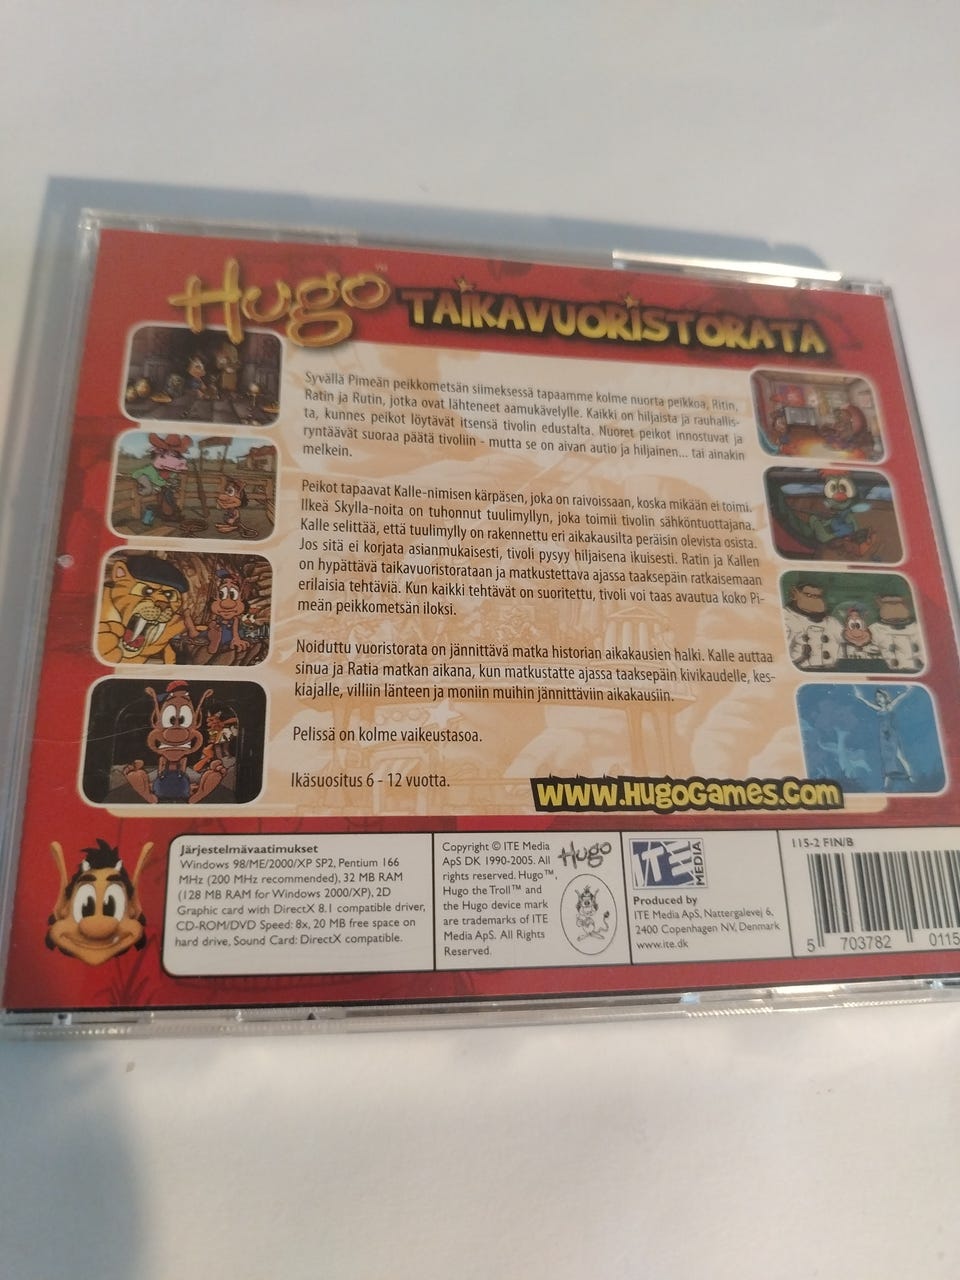 Hugo™ TAIKAVUORISTORATA
Syvällä Pimeän peikkometsän siimeksessä tapaamme kolme nuorta peikkoa, Ritin,
Ratin ja Rutin, jotka ovat lähteneet aamukävelylle. Kaikki on hiljaista ja rauhallis-
ta, kunnes peikot löytävät itsensä tivolin edustalta. Nuoret peikot innostuvat ja
ryntäävät suoraa päätä tivoliin - mutta se on aivan autio ja hiljainen... tai ainakin
melkein.
Peikot tapaavat Kalle-nimisen kärpäsen, joka on raivoissaan, koska mikään ei toimi.
Ilkeä Skylla-noita on tuhonnut tuulimyllyn, joka toimii tivolin sähköntuottajana.
Kalle selittää, että tuulimylly on rakennettu eri aikakausilta peräisin olevista osista.
Jos sitä ei korjata asianmukaisesti, tivoli pysyy hiljaisena ikuisesti. Ratin ja Kallen
on hypättävä taikavuoristorataan ja matkustettava ajassa taaksepäin ratkaisemaan
erilaisia tehtäviä. Kun kaikki tehtävät on suoritettu, tivoli voi taas avautua koko Pi-
meän peikkometsän iloksi.
Noiduttu vuoristorata on jännittävä matka historian aikakausien halki. Kalle auttaa
sinua ja Ratia matkan aikana, kun matkustatte ajassa taaksepäin kivikaudelle, kes-
kiajalle, villiin länteen ja moniin muihin jännittäviin aikakausiin.
Pelissä on kolme vaikeustasoa.
Ikäsuositus 6 - 12 vuotta.
www.HugoGames.Com
Järjestelmävaatimukset
Windows 98/ME/2000/XP SP2, Pentium 166
MHz (200 MHz recommended), 32 MB RAM
(128 MB RAM for Windows 2000/XP), 2D
Graphic card with DirectX 8.1 compatible driver,
CD-ROM/DVD Speed: 8x, 20 MB free space on
hard drive, Sound Card: DirectX compatible.
Copyright © ITE Media
ApS DK 1990-2005. All
rights reserved. Hugo™,
Hugo the Troll™ and
the Hugo device mark
are trademarks of ITE
Media ApS. All Rights
Reserved.
Hugo
ITE MEDIA
Produced by
ITE Media ApS, Nattergalevej 6,
2400 Copenhagen NV, Denmark
www.ite.dk
115-2 FIN/B
5 703782 0115